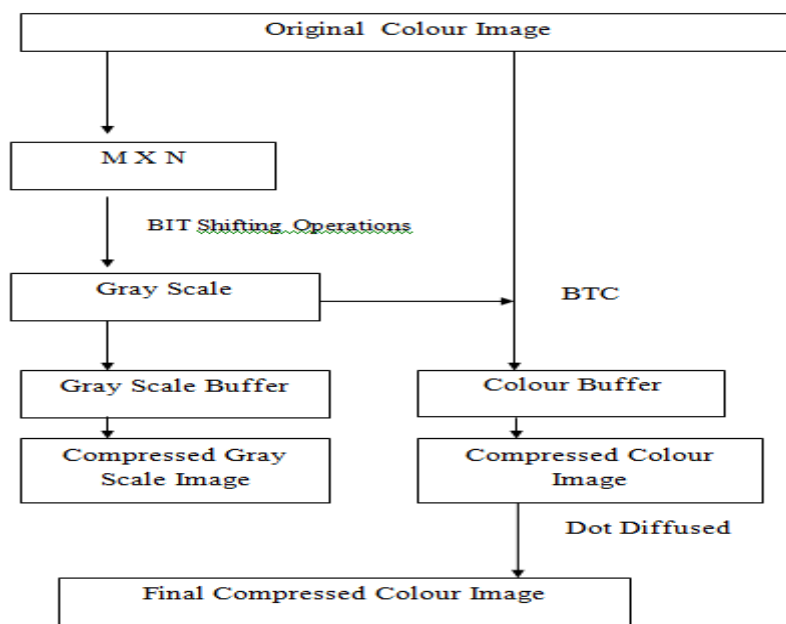 Original Colour Image
M X N
BIT Shifting Operations
Gray Scale
BTC
Gray Scale Buffer
Colour Buffer
Compressed Gray
Scale Image
Compressed Colour
Image
Dot Diffused
Final Compressed Colour Image